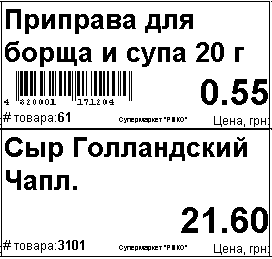 Приправа для
борща и супа 20 г
4 820001 171204
0.55
# товара:61 Супермаркет "РИКО" Цена, грн:
Сыр Голландский
Чапл.
21.60
# товара:3101 Супермаркет "РИКО" Цена, грн: